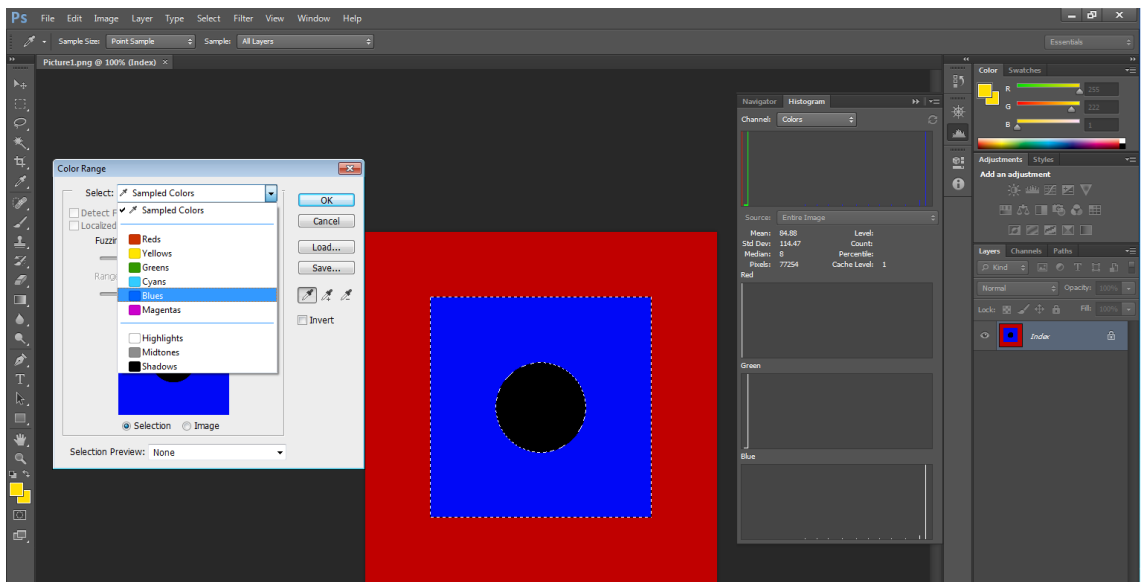 Ps File Edit Image Layer Type Select Filter View Window Help
Sample Size: Point Sample Sample: All Layers Essentials
Picture1.png @ 100% (Index) ×
Color Swatches
R 255
G 222
B 1
Navigator Histogram
Channel: Colors
Adjustments Styles
Add an adjustment
Color Range
Select: Sampled Colors
OK
Detect F
Sampled Colors
Cancel
Localized
Reds
Fuzzin
Yellows
Load...
Greens
Save...
Range
Cyans
Blues
Magentas
Invert
Highlights
Midtones
Shadows
Selection Image
Selection Preview: None
Source: Entire Image
Mean: 84.88 Level:
Std Dev: 114.47 Count:
Median: 8 Percentile:
Pixels: 77254 Cache Level: 1
Red
Green
Blue
Layers Channels Paths
Kind
Normal Opacity: 100%
Lock: Fill: 100%
Index